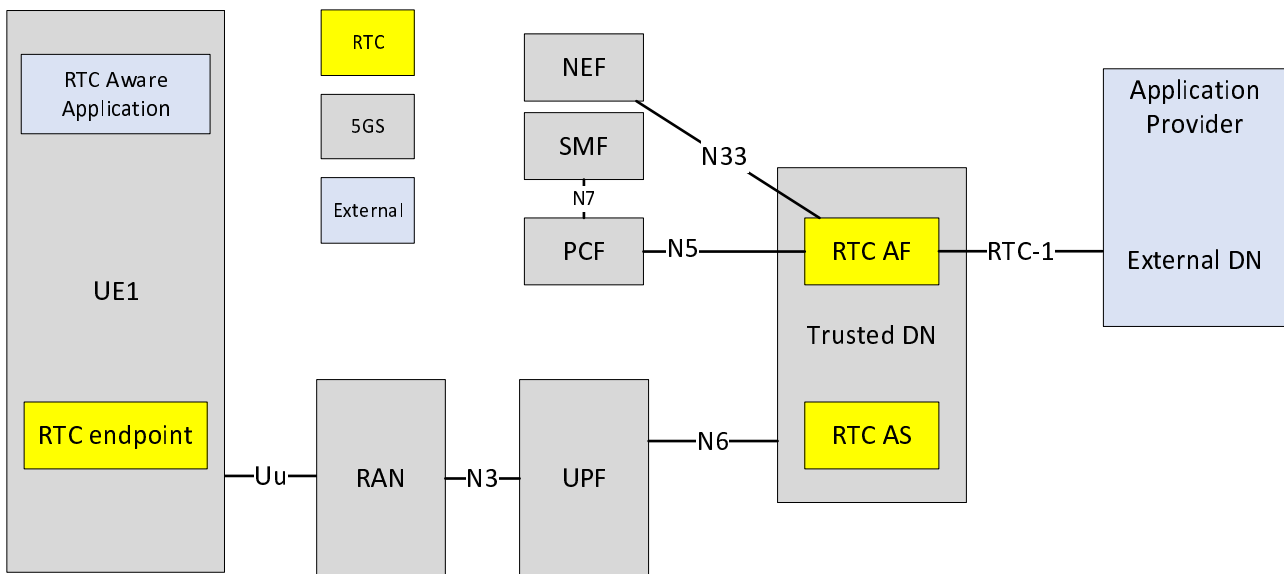 RTC Aware
Application
UE1
RTC endpoint
RTC
5GS
External
NEF
SMF
N7
PCF
N33
N5
RTC AF
Trusted DN
RTC AS
RTC-1
Application
Provider
External DN
Uu
RAN
N3
UPF
N6